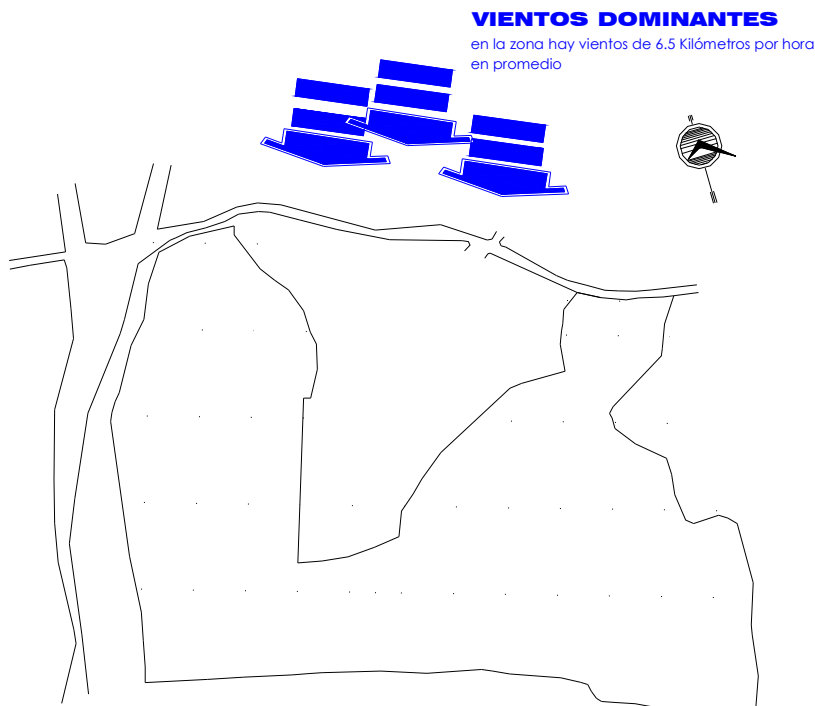 VIENTOS DOMINANTES
en la zona hay vientos de 6.5 Kilómetros por hora
en promedio